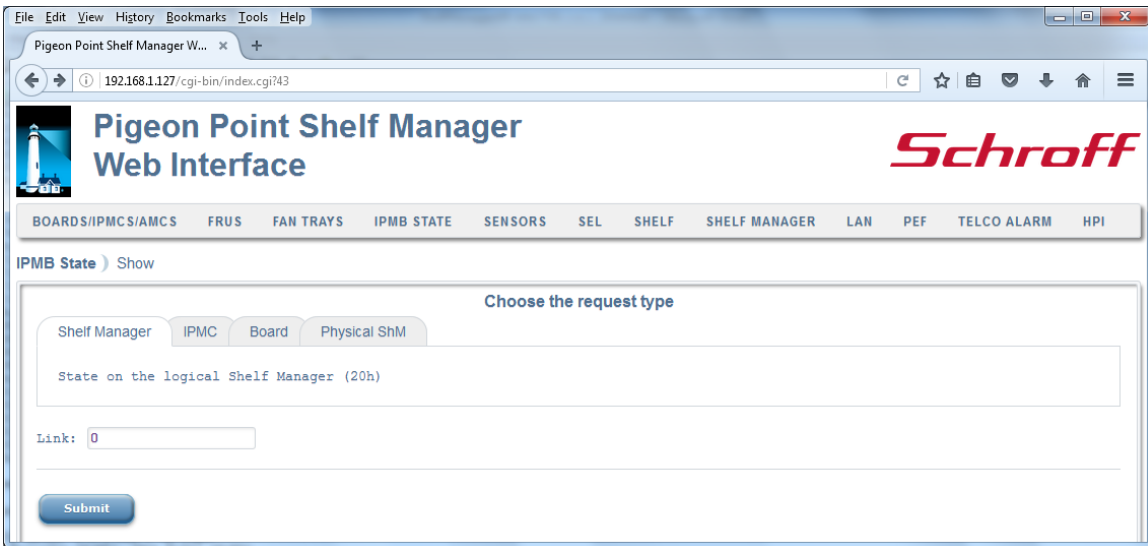 File Edit View History Bookmarks Tools Help
Pigeon Point Shelf Manager W... × +
192.168.1.127/cgi-bin/index.cgi?43
Pigeon Point Shelf Manager
Web Interface
Schroff
BOARDS/IPMCS/AMCS FRUS FAN TRAYS IPMB STATE SENSORS SEL SHELF SHELF MANAGER LAN PEF TELCO ALARM HPI
IPMB State ) Show
Choose the request type
Shelf Manager IPMC Board Physical ShM
State on the logical Shelf Manager (20h)
Link: 0
Submit